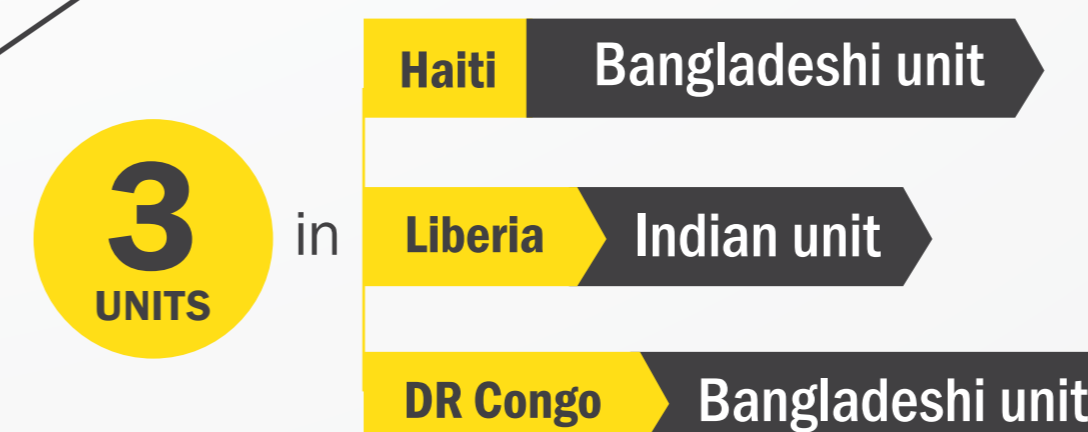 3
UNITS
in
Haiti Bangladeshi unit
Liberia Indian unit
DR Congo Bangladeshi unit